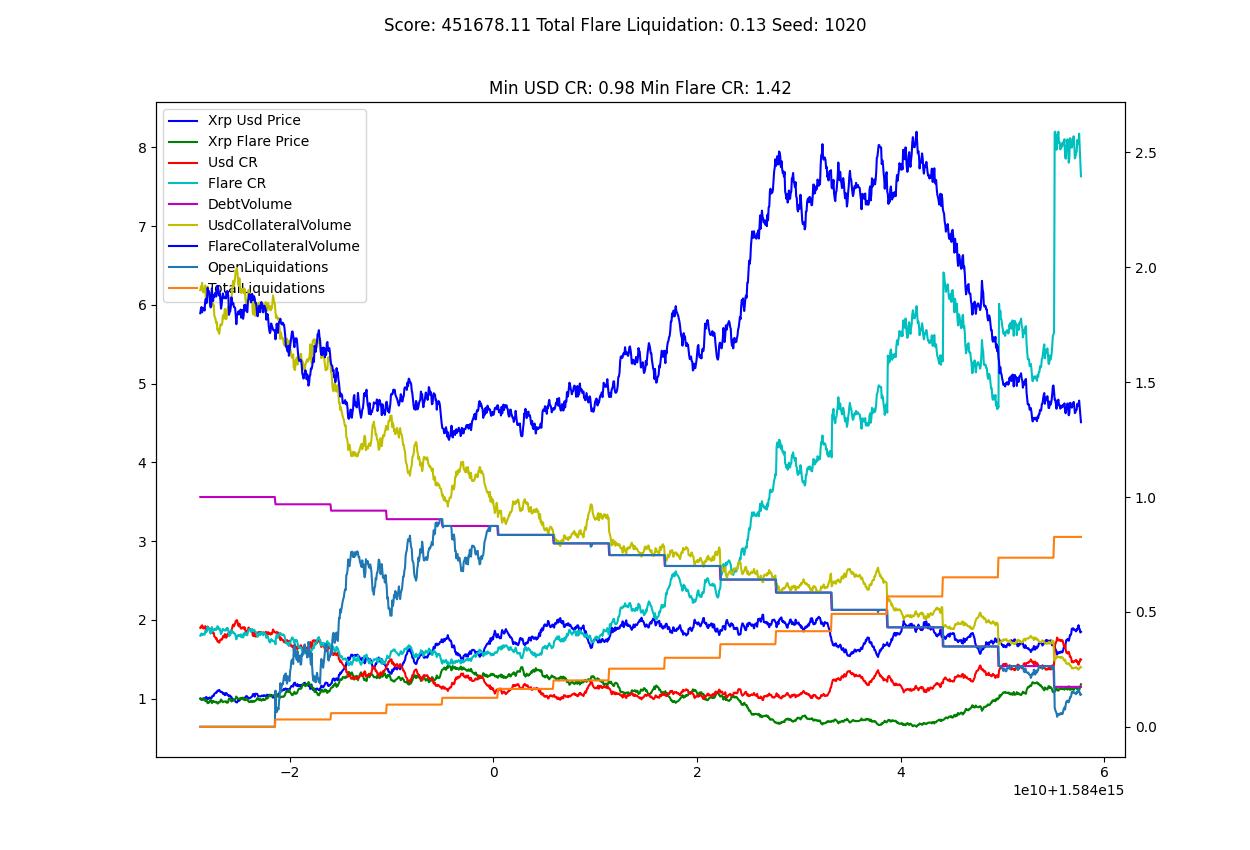 Score: 451678.11 Total Flare Liquidation: 0.13 Seed: 1020
Min USD CR: 0.98 Min Flare CR: 1.42
Xrp Usd Price
Xrp Flare Price
Usd CR
Flare CR
DebtVolume
UsdCollateralVolume
FlareCollateralVolume
OpenLiquidations
TotalLiquidations
8
7
6
5
4
3
2
1
2.5
2.0
1.5
1.0
0.5
0.0
−2
0
2
4
6
1e10+1.584e15